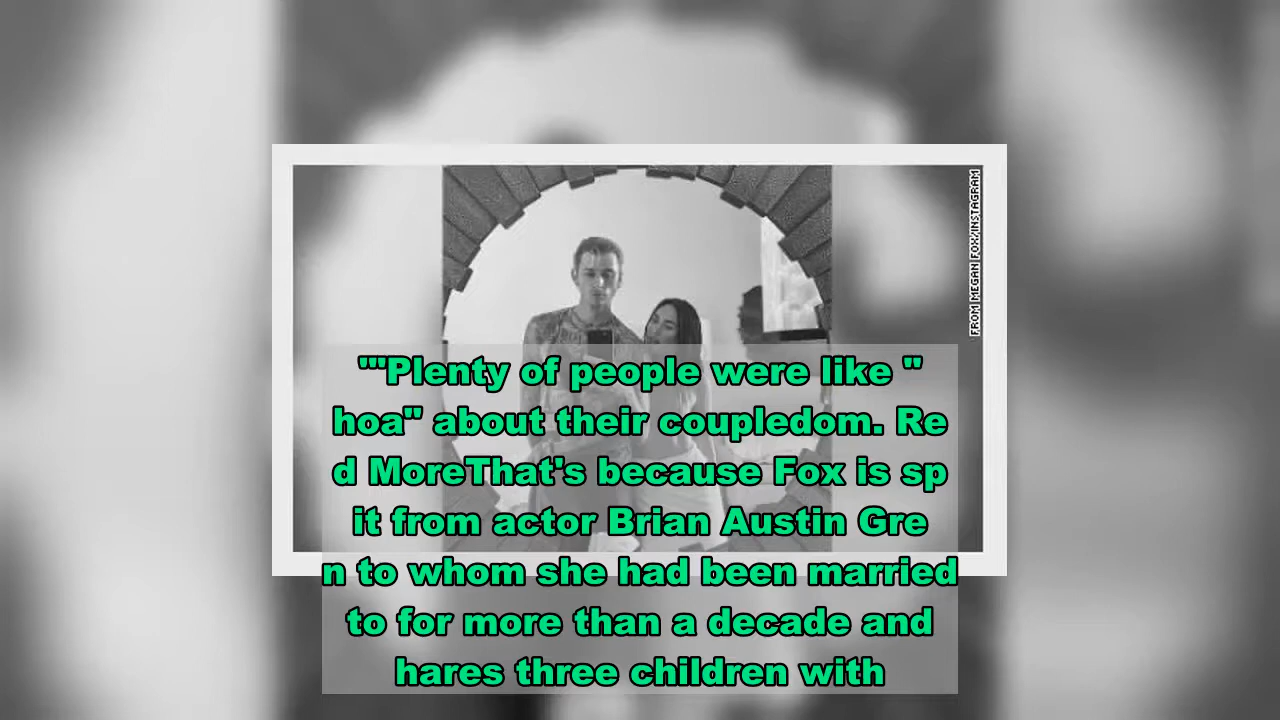 '"Plenty of people were like "
hoa" about their coupledom. Re
d MoreThat's because Fox is sp
it from actor Brian Austin Gre
n to whom she had been married
to for more than a decade and
hares three children with
FROM MEGAN FOX/INSTAGRAM